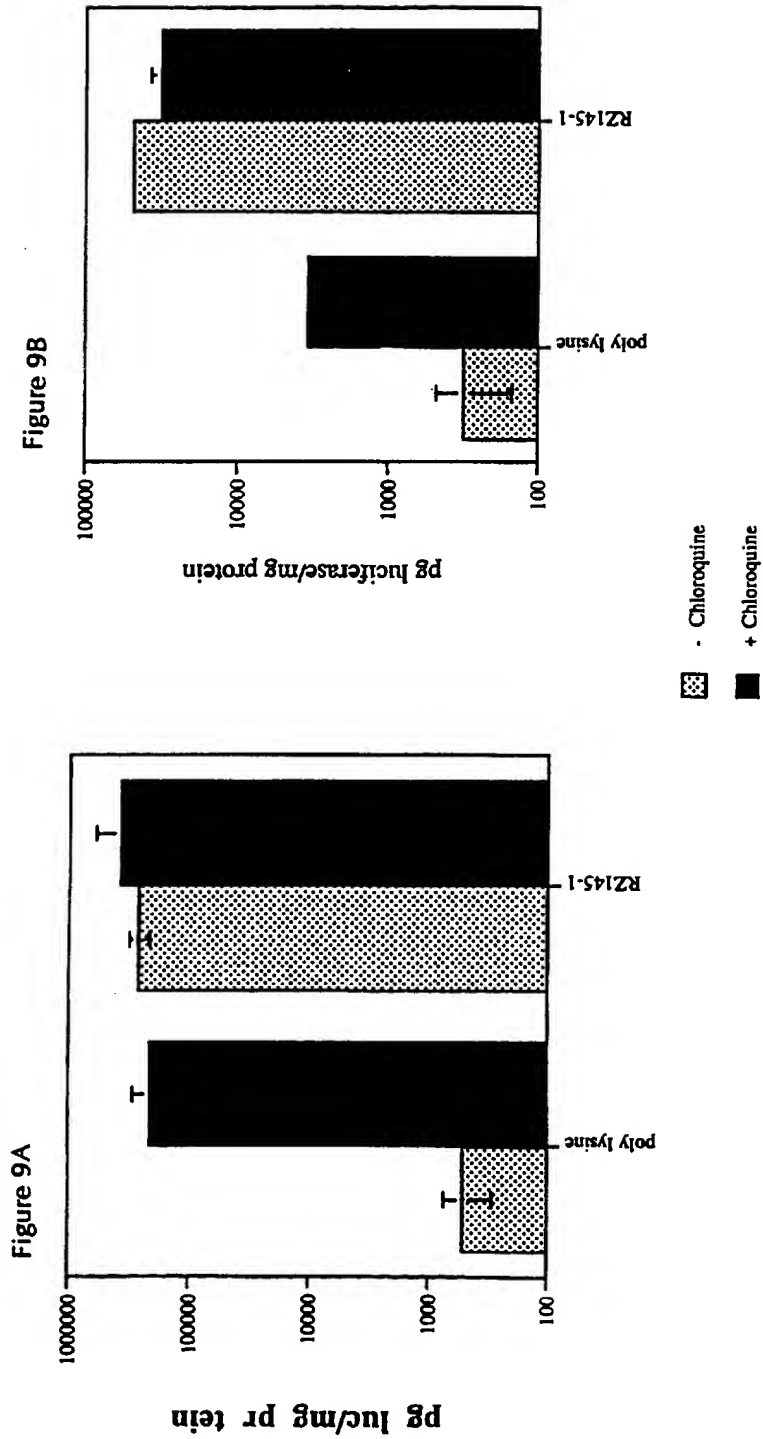 Figure 9A
pg luc/mg pr tein
1000000
100000
10000
1000
100
poly lysine
RZ145-1
Figure 9B
pg luciferase/mg protein
100000
10000
1000
100
poly lysine
RZ145-1
- Chloroquine
+ Chloroquine